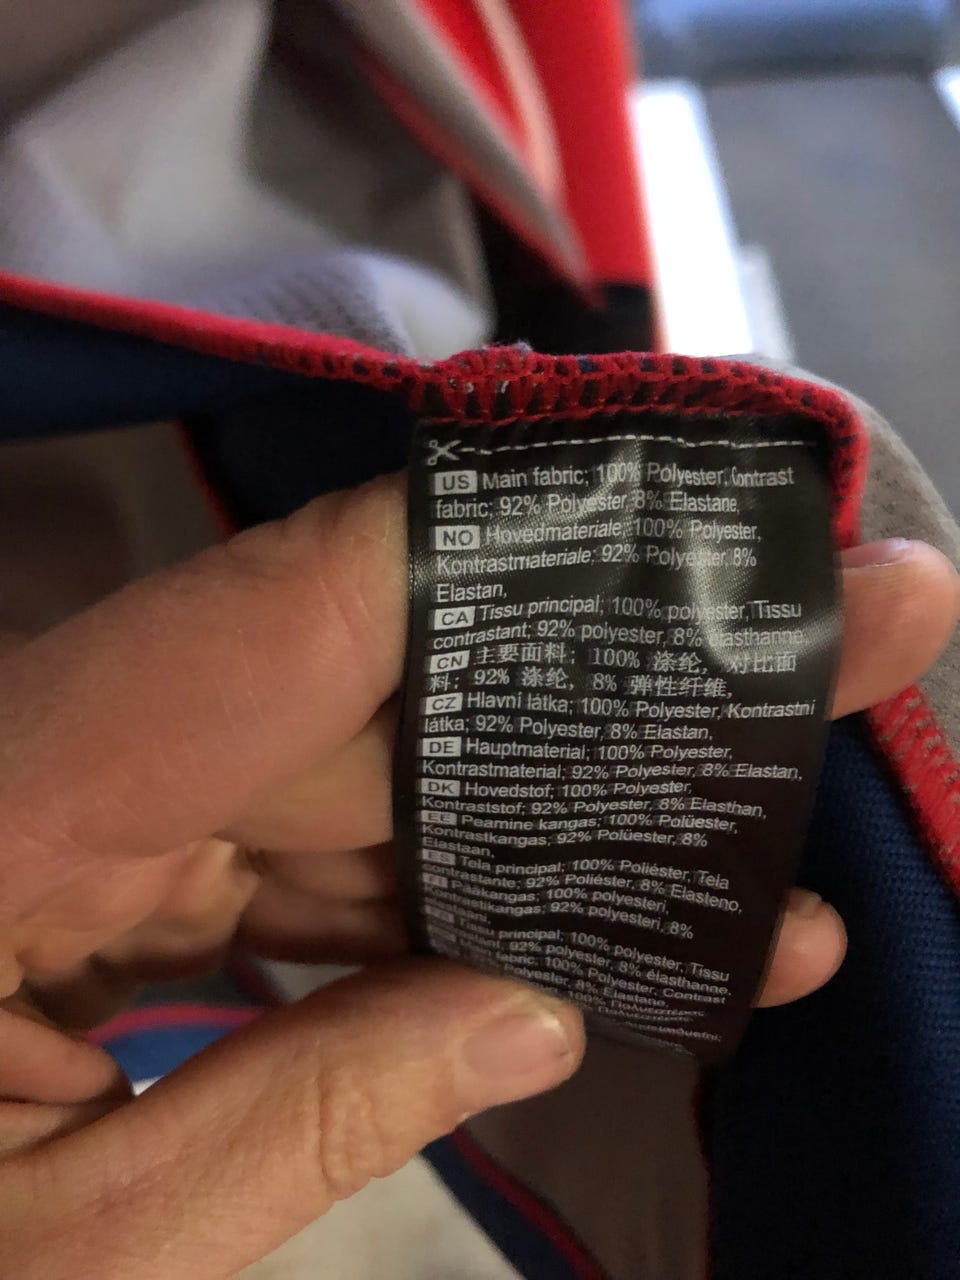 US Main fabric; 100% Polyester, Contrast
fabric; 92% Polyester, 8% Elastane,
NO Hovedmateriale; 100% Polyester,
Kontrastmateriale; 92% Polyester, 8%
Elastan,
CA Tissu principal; 100% polyester, Tissu
contrastant; 92% polyester, 8% élasthanne,
CN 主要面料; 100% 涤纶, 对比面
料; 92% 涤纶, 8% 弹性纤维,
CZ Hlavní látka; 100% Polyester, Kontrastní
látka; 92% Polyester, 8% Elastan,
DE Hauptmaterial; 100% Polyester,
Kontrastmaterial; 92% Polyester, 8% Elastan,
DK Hovedstof; 100% Polyester,
Kontraststof; 92% Polyester, 8% Elasthan,
EE Peamine kangas; 100% Polüester,
Kontrastkangas; 92% Polüester, 8%
Elastaan,
ES Tela principal; 100% Poliéster, Tela
contrastante; 92% Poliéster, 8% Elasteno,
FI Pääkangas; 100% polyesteri,
Kontrastikangas; 92% polyesteri, 8%
FR Tissu principal; 100% polyester, Tissu
92% polyester, 8% élasthanne,
fabric; 100% Polyester, Contrast
Polyester, 8% Elastane,
100%